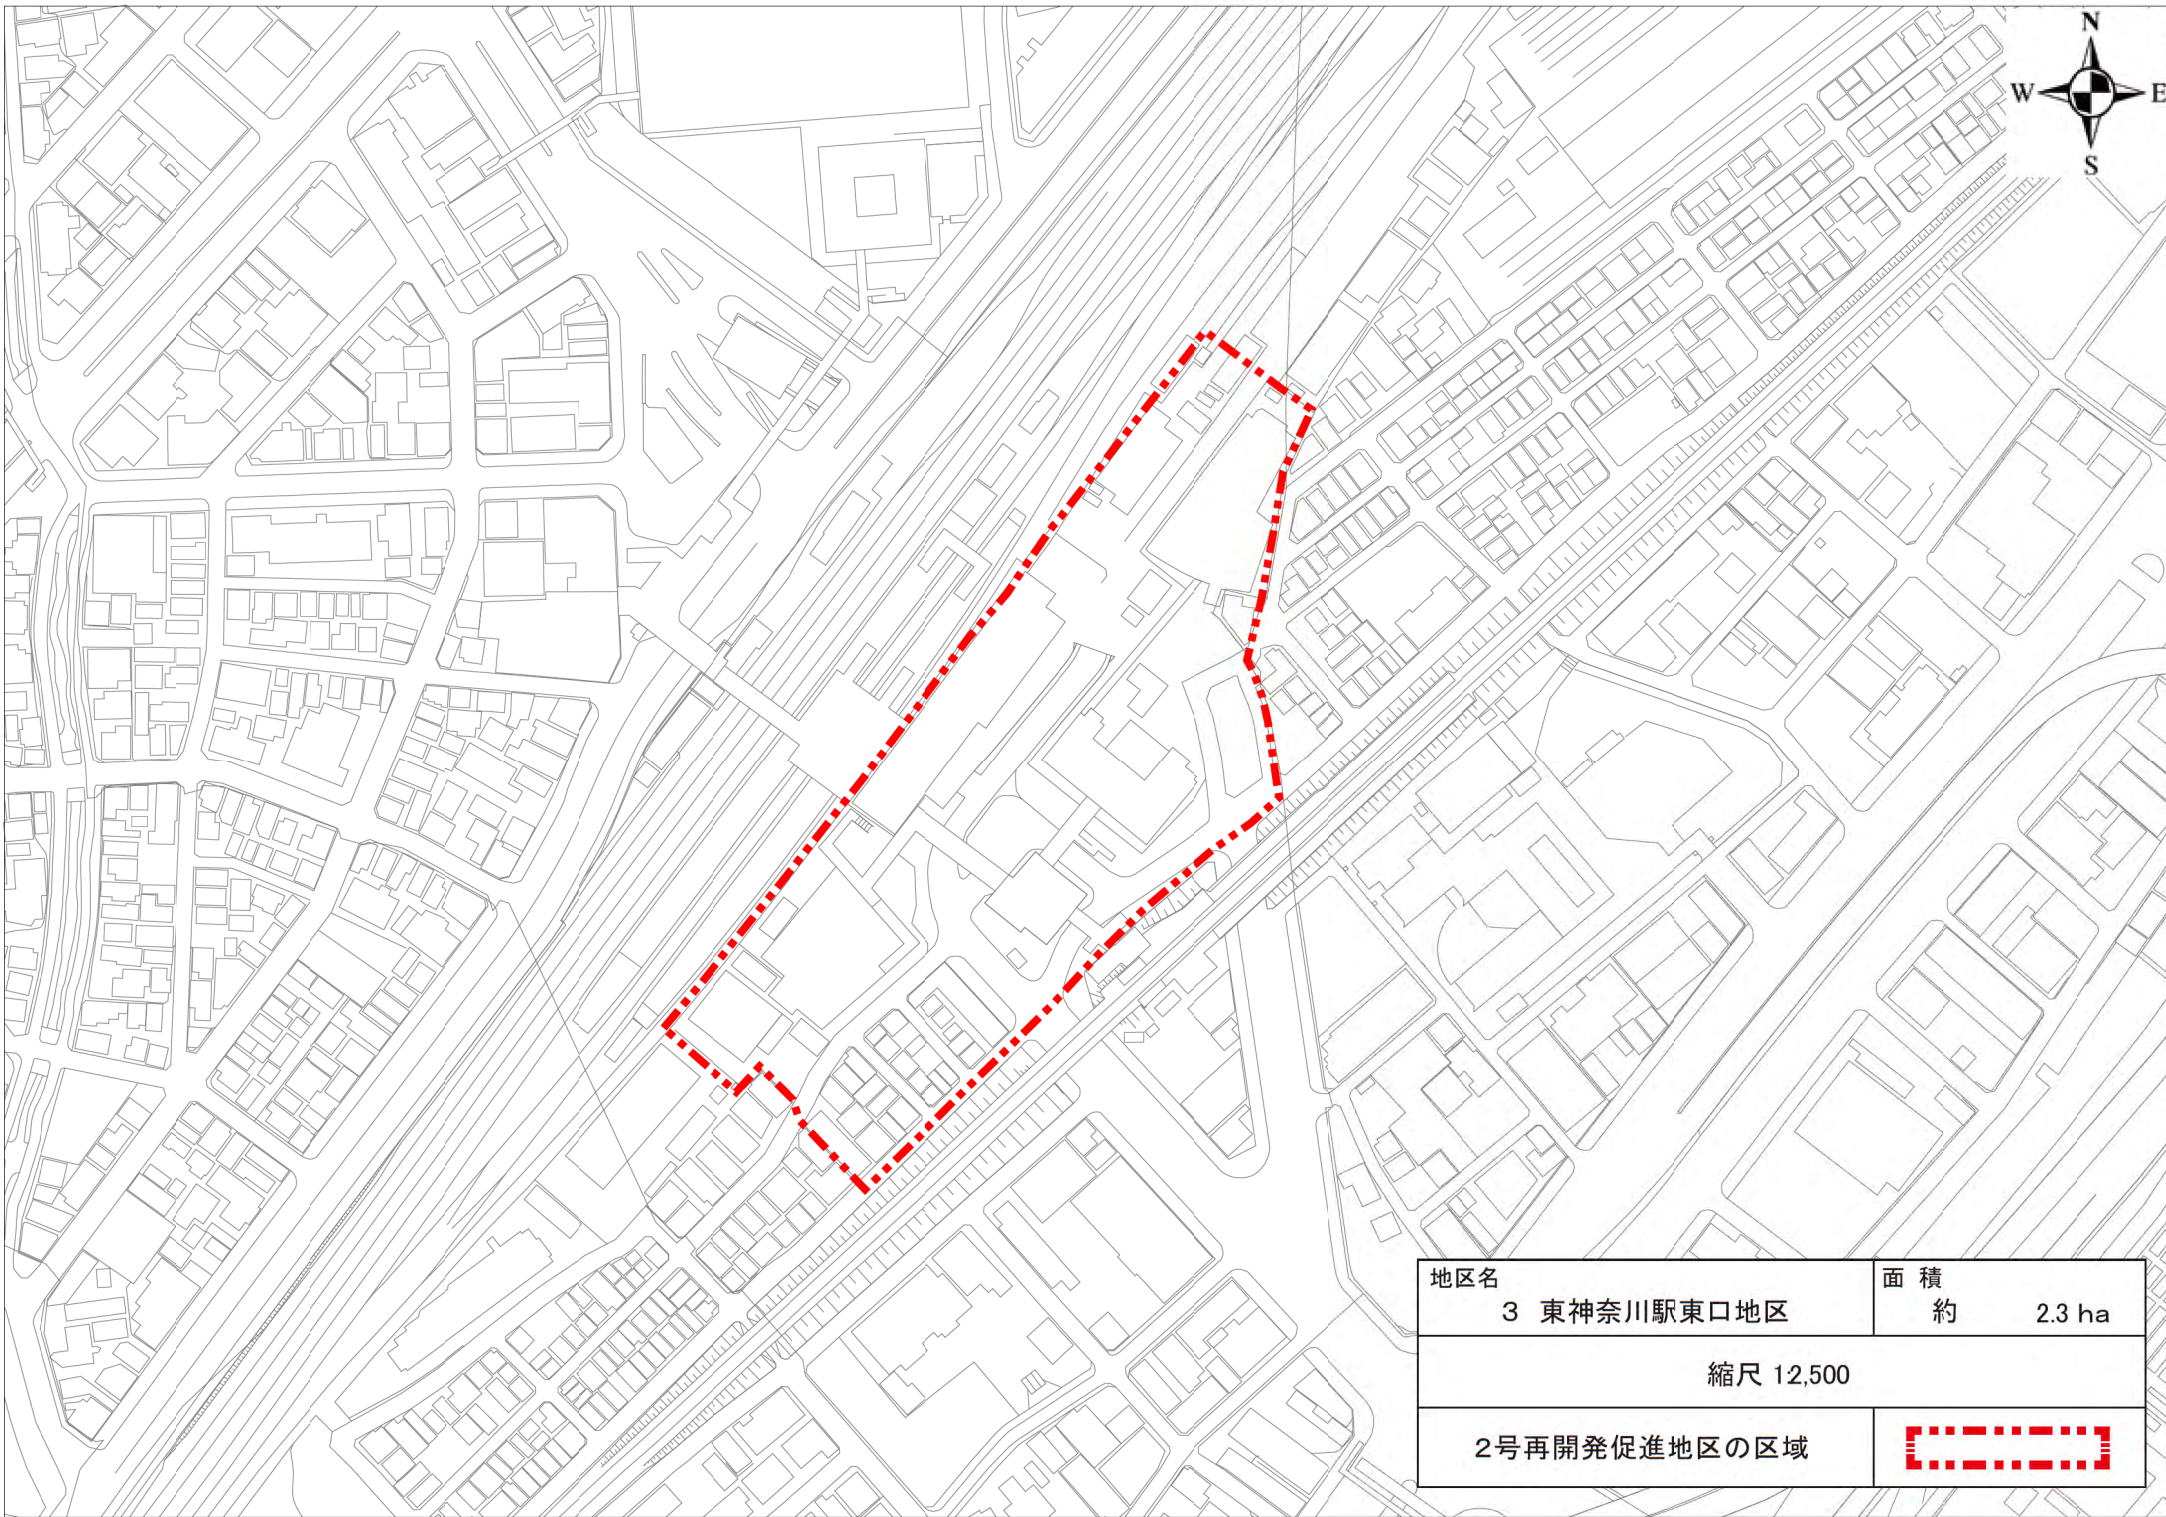 N
W E
S
地区名
3 東神奈川駅東口地区
面 積
約 2.3 ha
縮尺 12,500
2号再開発促進地区の区域